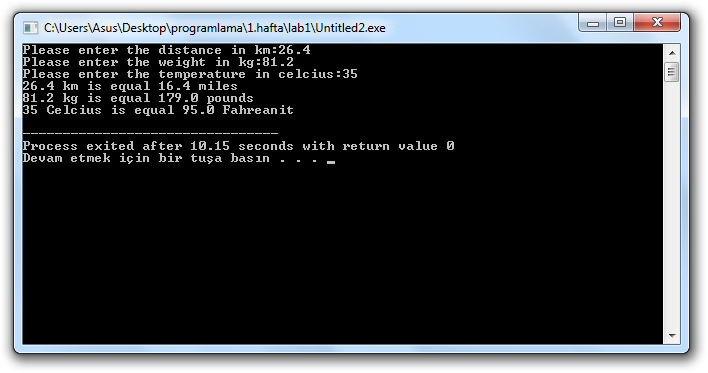 C:\Users\Asus\Desktop\programlama\1.hafta\lab1\Untitled2.exe
Please enter the distance in km:26.4
Please enter the weight in kg:81.2
Please enter the temperature in celcius:35
26.4 km is equal 16.4 miles
81.2 kg is equal 179.0 pounds
35 Celcius is equal 95.0 Fahreanit
--------------------------------
Process exited after 10.15 seconds with return value 0
Devam etmek için bir tuşa basın . . . _